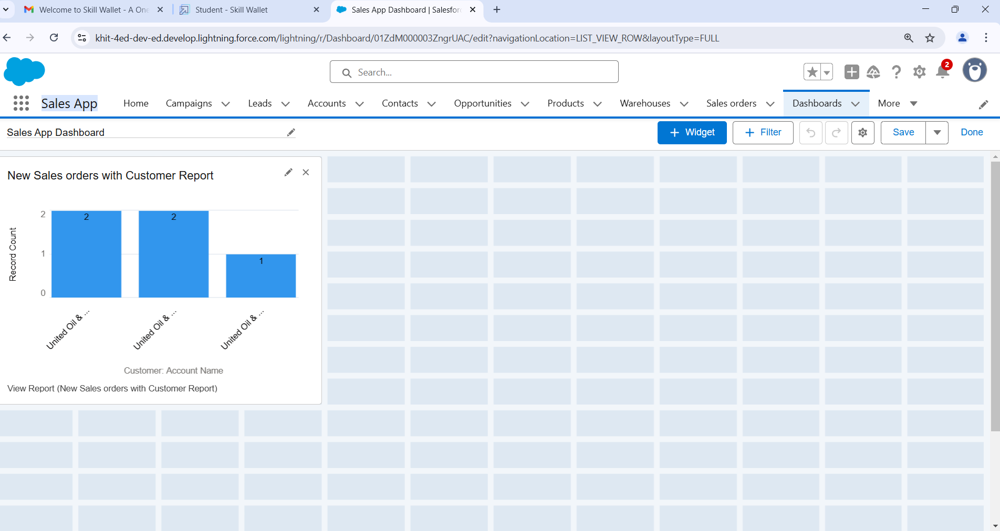 Welcome to Skill Wallet - A One
Student - Skill Wallet
Sales App Dashboard | Salesforc
khit-4ed-dev-ed.develop.lightning.force.com/lightning/r/Dashboard/01ZdM000003ZngrUAC/edit?navigationLocation=LIST_VIEW_ROW&layoutType=FULL
Search...
2
Sales App
Home
Campaigns
Leads
Accounts
Contacts
Opportunities
Products
Warehouses
Sales orders
Dashboards
More
Sales App Dashboard
+ Widget
+ Filter
Save
Done
New Sales orders with Customer Report
Record Count
2
1
0
2
2
1
United Oil & ...
United Oil & ...
United Oil & ...
Customer: Account Name
View Report (New Sales orders with Customer Report)